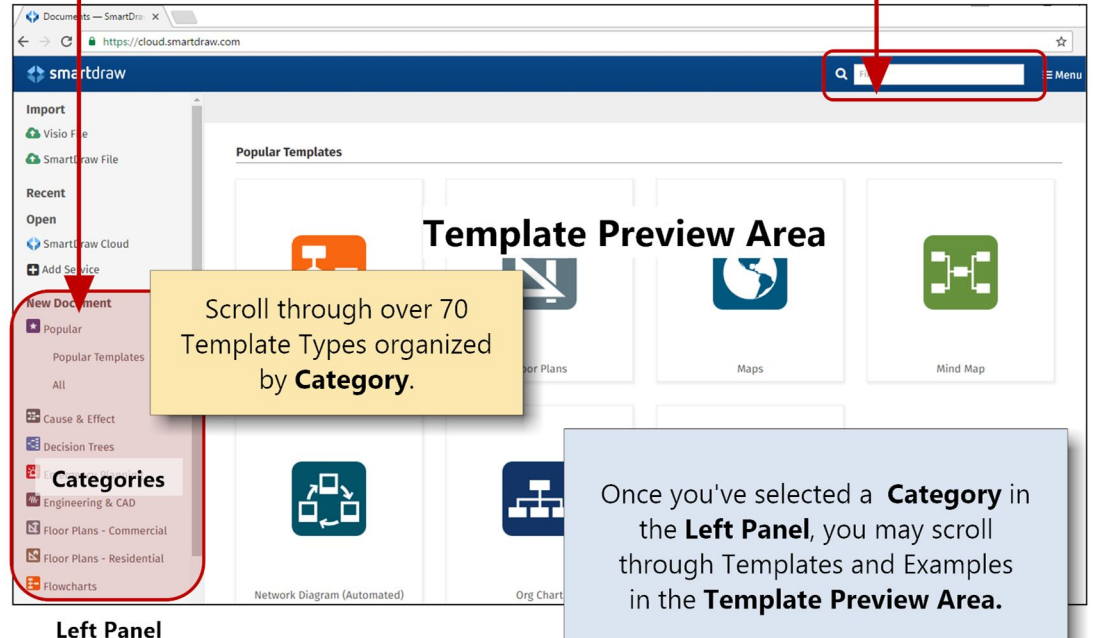 Documents — SmartDra
https://cloud.smartdraw.com
smartdraw
Menu
Import
Visio File
SmartDraw File
Recent
Open
SmartDraw Cloud
Add Service
New Document
Popular
Popular Templates
All
Cause & Effect
Decision Trees
Categories
Engineering & CAD
Floor Plans - Commercial
Floor Plans - Residential
Flowcharts
Left Panel
Popular Templates
Template Preview Area
Plans
Maps
Mind Map
Scroll through over 70
Template Types organized
by Category.
Network Diagram (Automated)
Org Chart
Once you've selected a Category in
the Left Panel, you may scroll
through Templates and Examples
in the Template Preview Area.